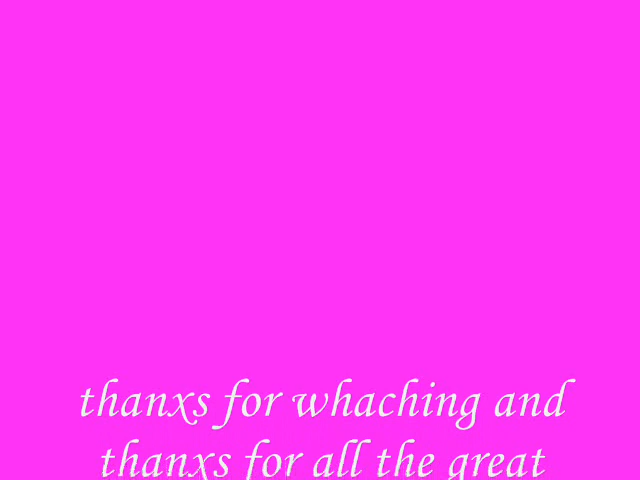 thanxs for whaching and
thanxs for all the great